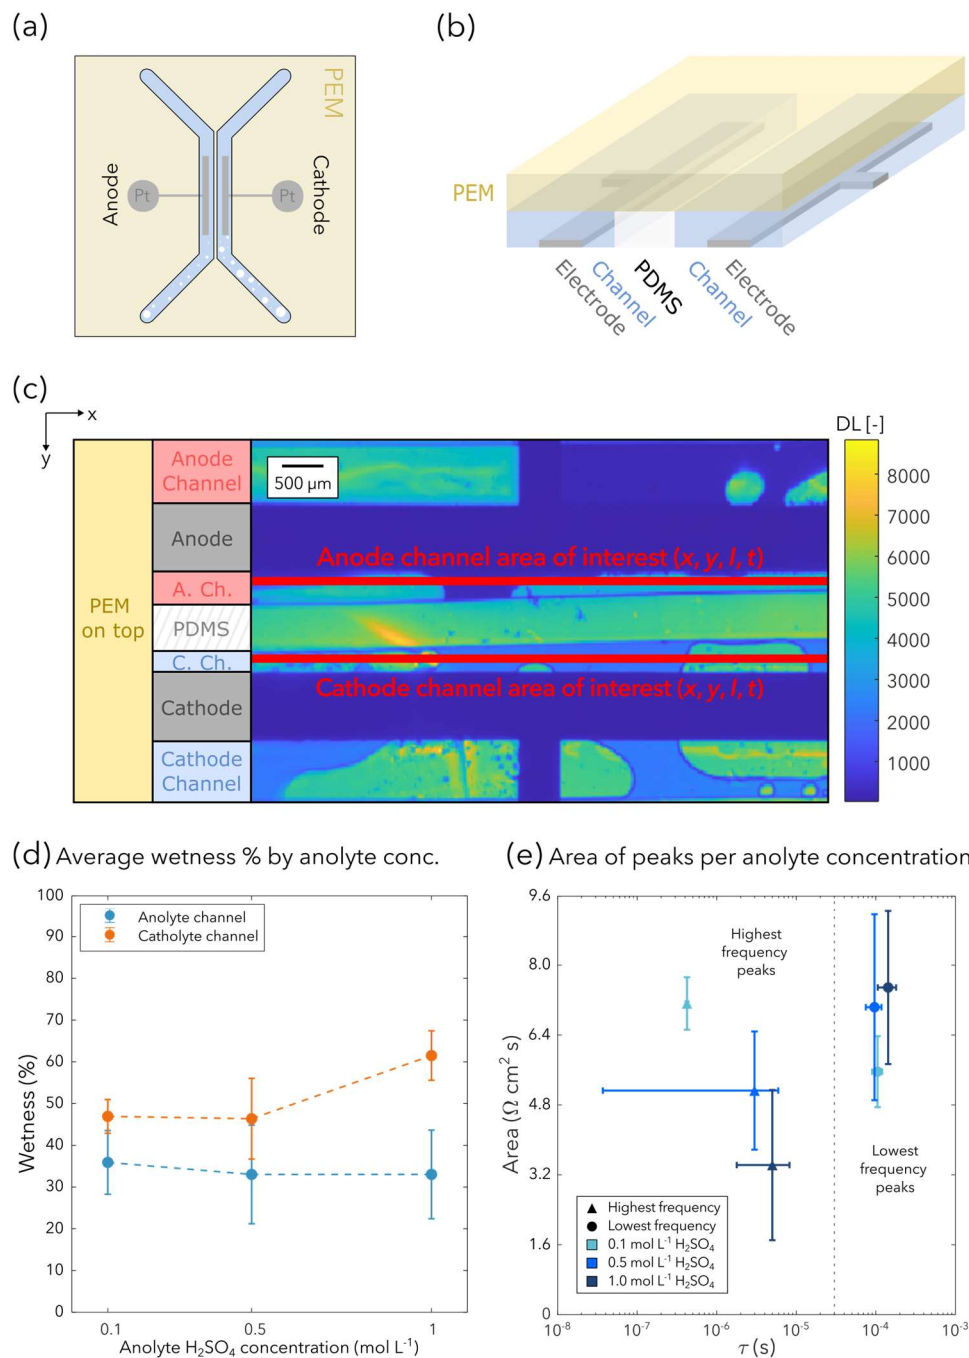 (a)
PEM
Anode
Pt
Pt
Cathode
(b)
PEM
Electrode
Channel
PDMS
Channel
Electrode
(c)
x
y
DL [-]
Anode
Channel
Anode
A. Ch.
PDMS
C. Ch.
Cathode
Cathode
Channel
PEM
on top
500 µm
Anode channel area of interest (x, y, I, t)
Cathode channel area of interest (x, y, I, t)
8000
7000
6000
5000
4000
3000
2000
1000
(d) Average wetness % by anolyte conc.
100
90
80
70
60
50
40
30
20
10
0
Wetness (%)
Anolyte channel
Catholyte channel
0.1
0.5
1
Anolyte H₂SO₄ concentration (mol L⁻¹)
(e) Area of peaks per anolyte concentration
9.6
8.0
6.4
4.8
3.2
1.6
0
Area (Ω cm² s)
Highest
frequency
peaks
Lowest
frequency
peaks
Highest frequency
Lowest frequency
0.1 mol L⁻¹ H₂SO₄
0.5 mol L⁻¹ H₂SO₄
1.0 mol L⁻¹ H₂SO₄
10⁻⁸
10⁻⁷
10⁻⁶
10⁻⁵
10⁻⁴
10⁻³
τ (s)